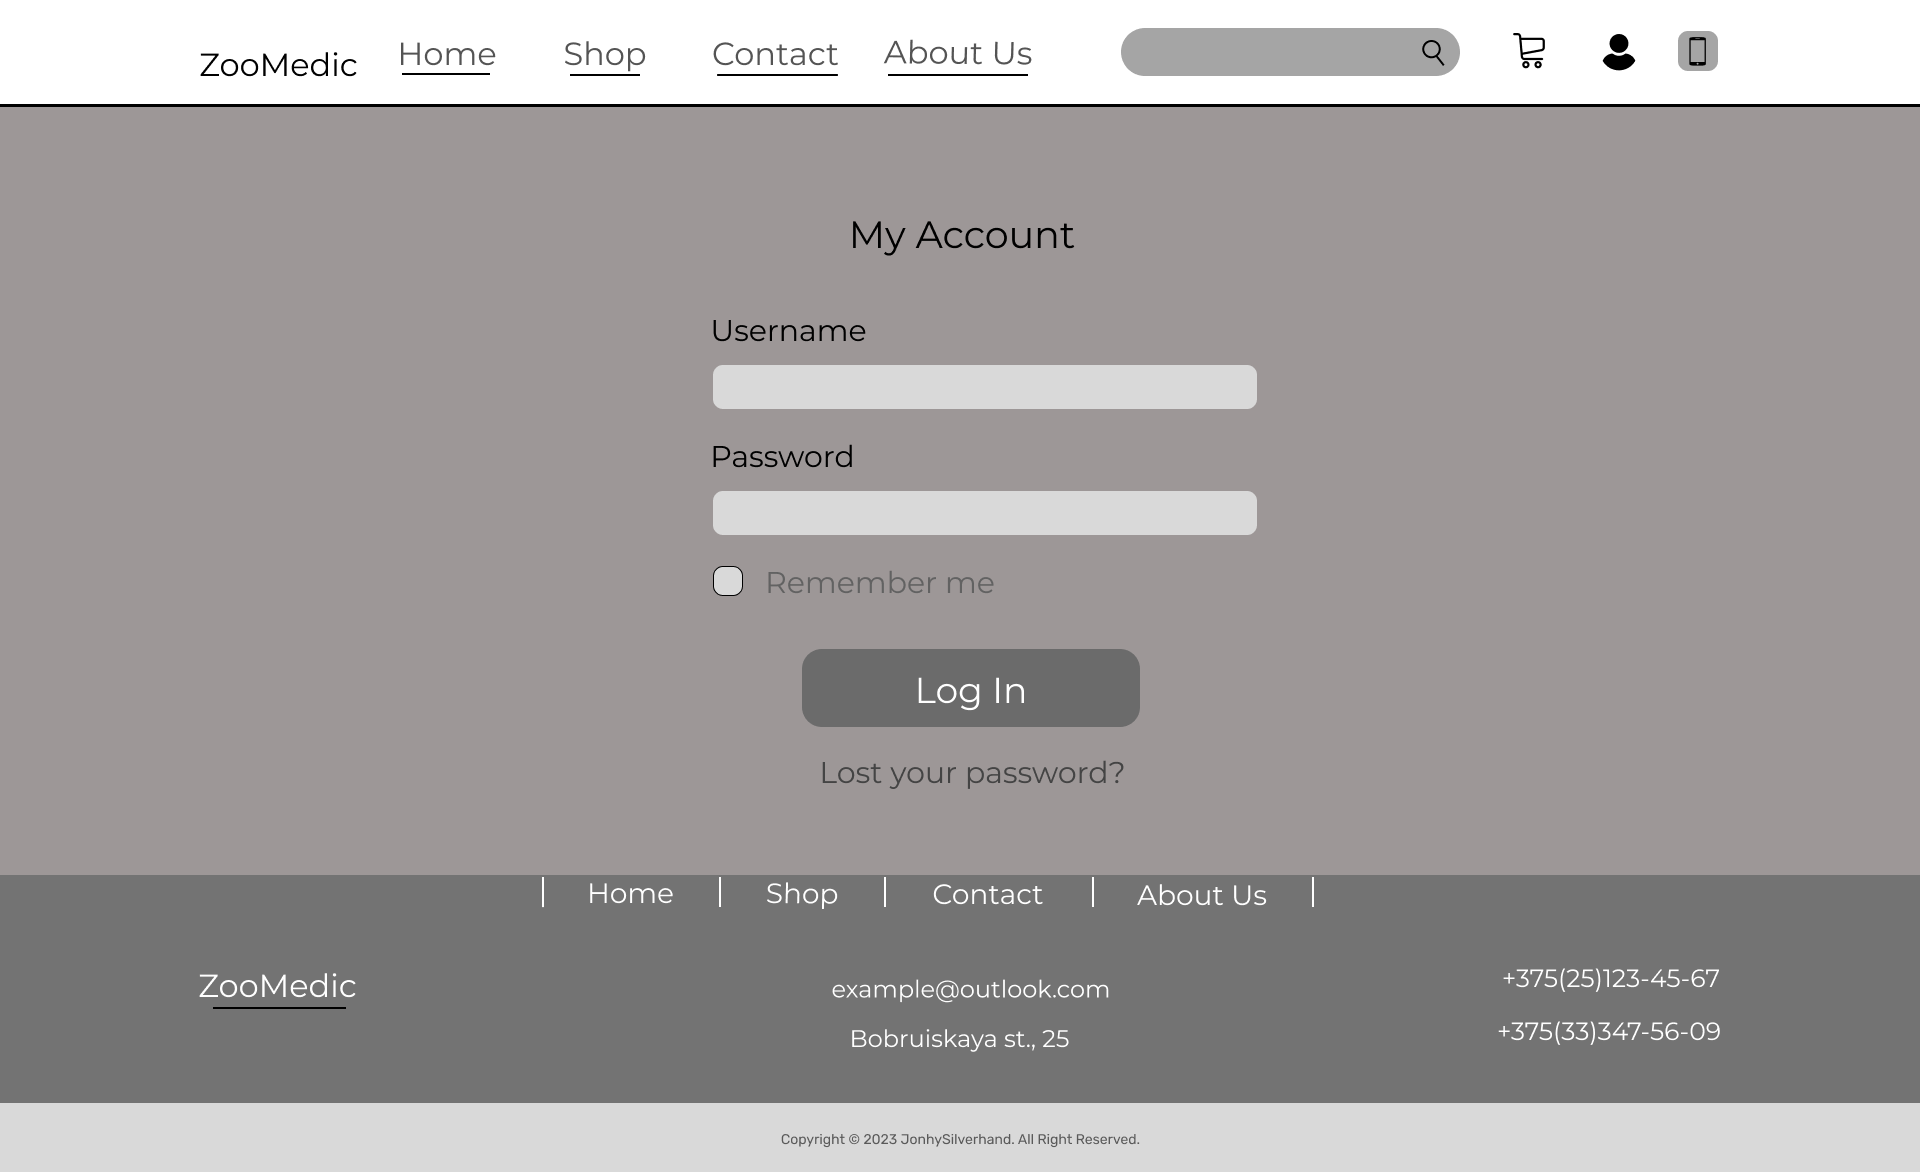 ZooMedic Home Shop Contact About Us
My Account
Username
Password
Remember me
Log In
Lost your password?
Home Shop Contact About Us
ZooMedic
example@outlook.com
Bobruiskaya st., 25
+375(25)123-45-67
+375(33)347-56-09
Copyright © 2023 JonhySilverhand. All Right Reserved.